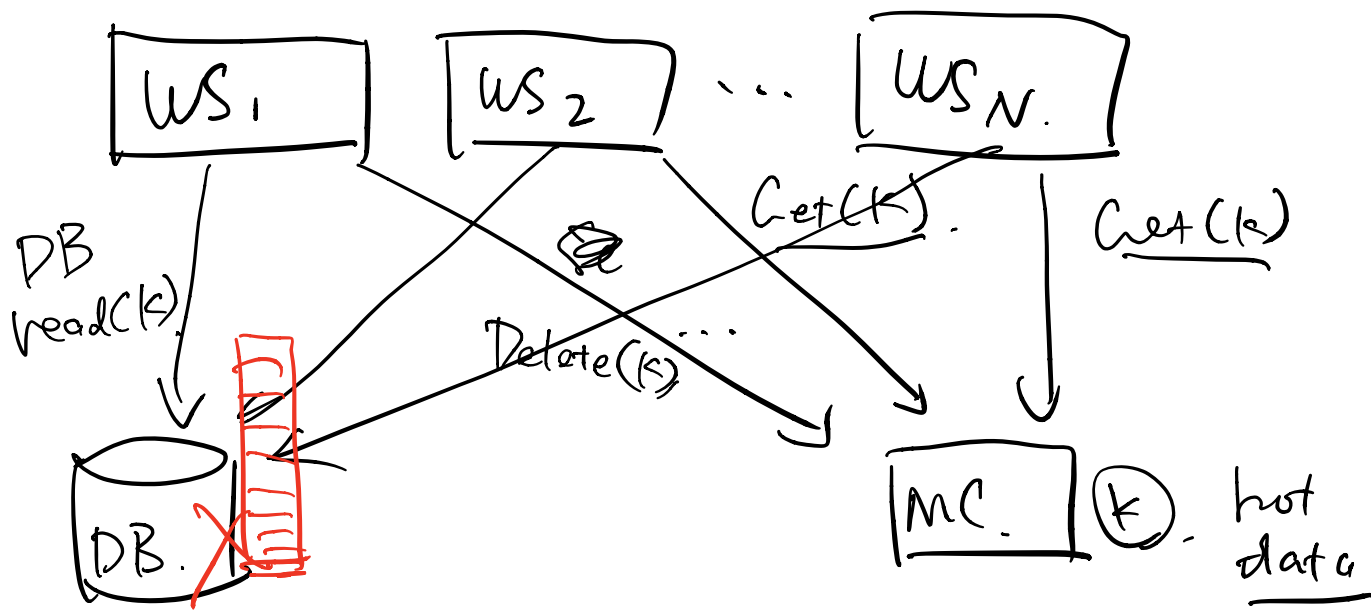 WS1
WS2
...
WSN.
Get(k).
Get(k)
DB
read(k)
...
Delete(k)
DB.
MC.
k.
hot
data